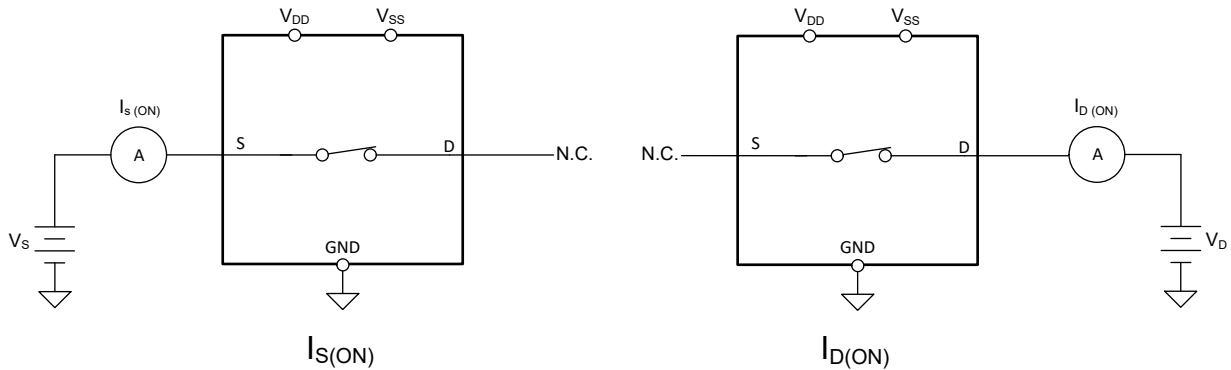 VDD VSS
Is (ON)
A
S D
N.C.
VS
GND
IS(ON)
VDD VSS
ID (ON)
N.C.
S D
A
GND
VD
ID(ON)